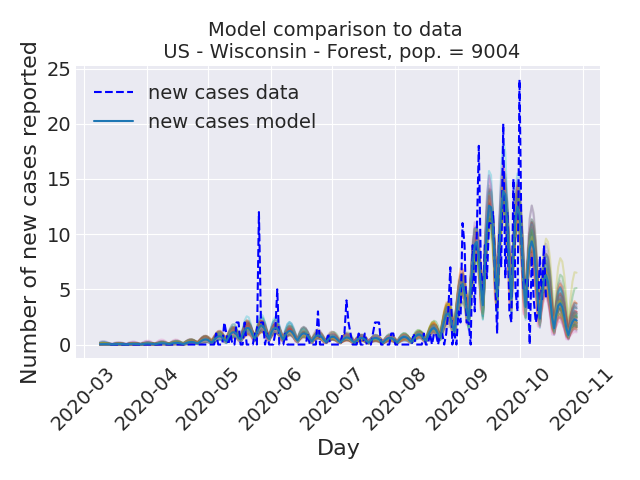 Model comparison to data
US - Wisconsin - Forest, pop. = 9004
Number of new cases reported
25
20
15
10
5
0
new cases data
new cases model
2020-03
2020-04
2020-05
2020-06
2020-07
2020-08
2020-09
2020-10
2020-11
Day